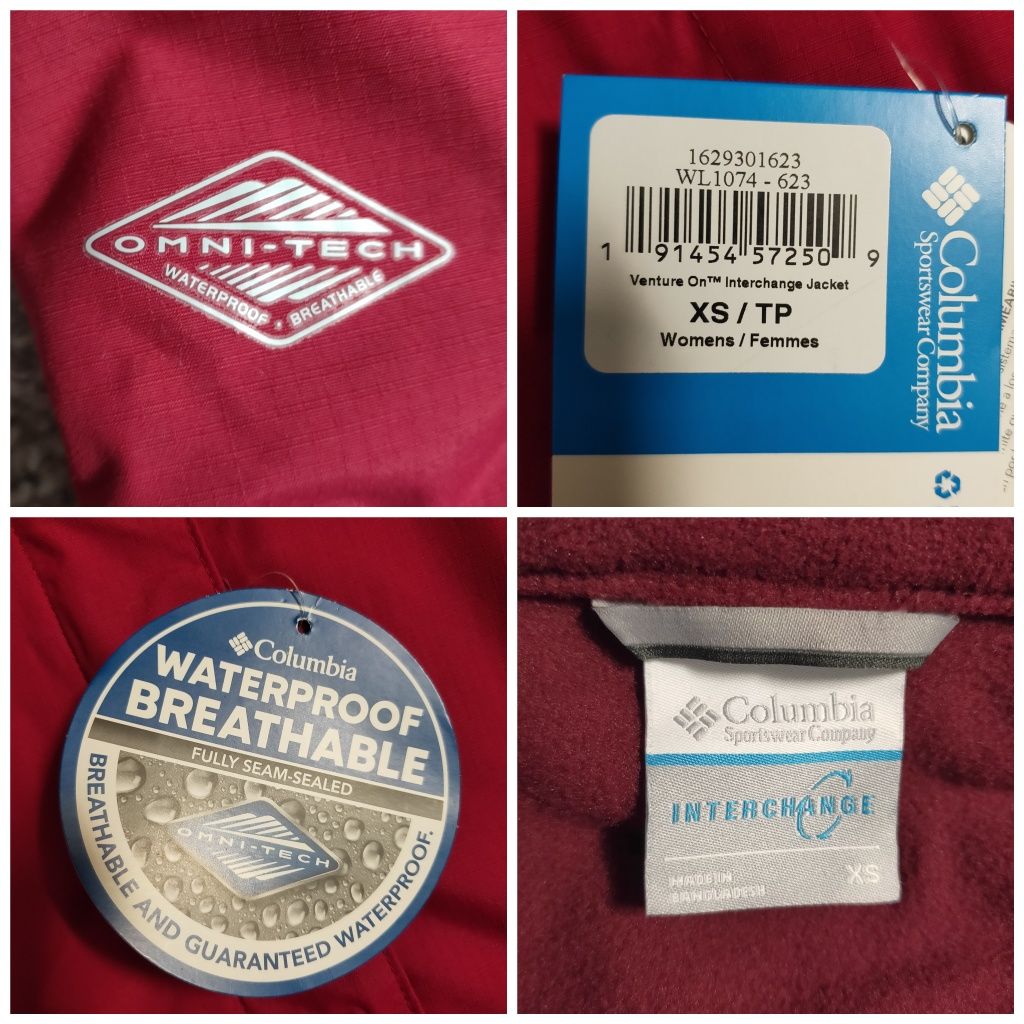 OMNI-TECH
WATERPROOF • BREATHABLE
1629301623
WL1074 - 623
1 91454 57250 9
Venture On™ Interchange Jacket
XS / TP
Womens / Femmes
Columbia
Sportswear Company
Columbia
WATERPROOF
BREATHABLE
FULLY SEAM-SEALED
OMNI-TECH
BREATHABLE AND GUARANTEED WATERPROOF.
Columbia
Sportswear Company
INTERCHANGE
XS
MADE IN
BANGLADESH